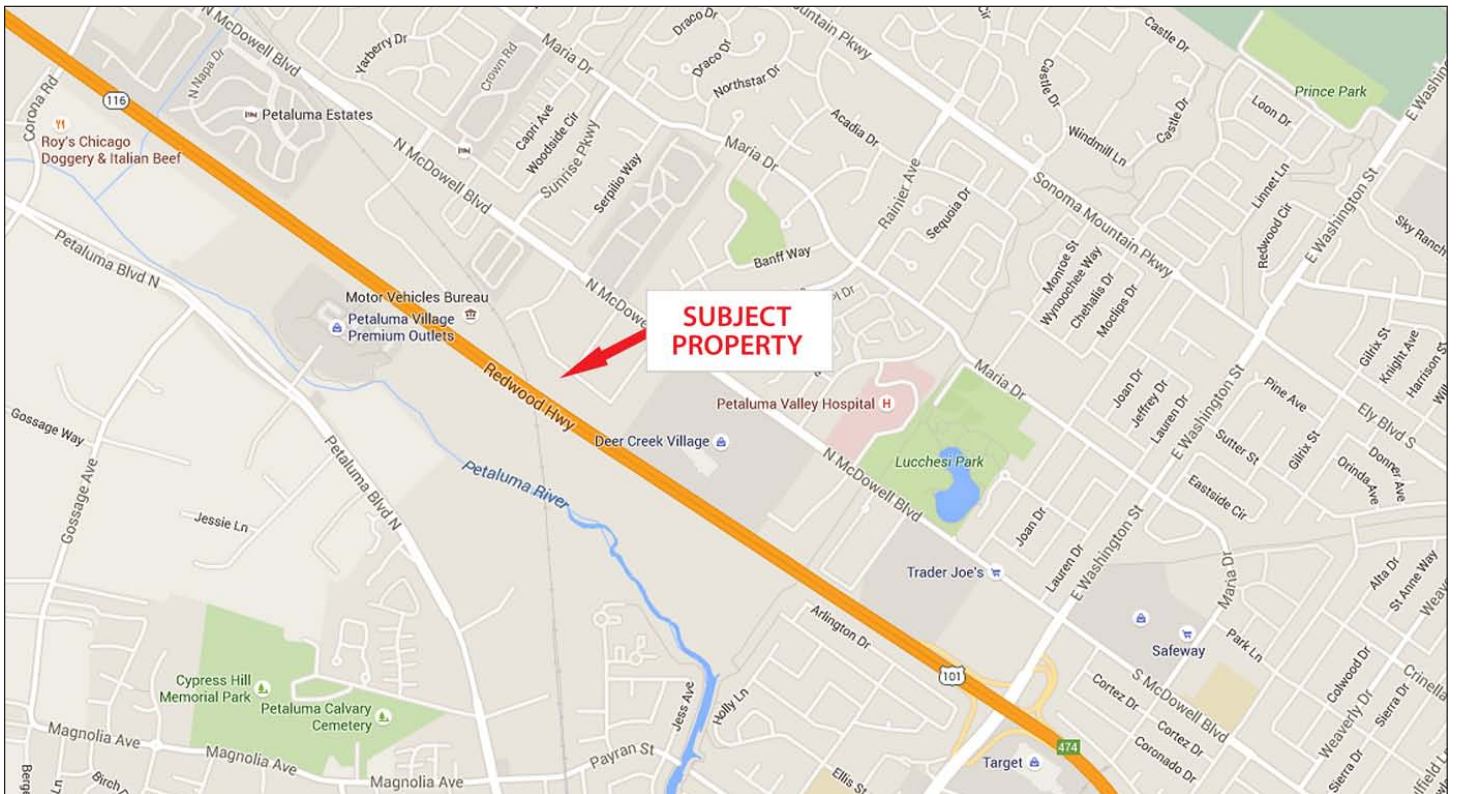 N McDowell Blvd
Yarberry Dr
N Napa Dr
Crown Rd
Maria Dr
Draco Dr
Draco Dr
Northstar Dr
Castle Dr
Prince Park
Corona Rd
116
Petaluma Estates
Roy's Chicago
Doggery & Italian Beef
Capri Ave
Woodside Cir
Sunrise Pkwy
Serpilio Way
N McDowell Blvd
Maria Dr
Acadia Dr
Rainier Ave
Sequoia Dr
Castle Dr
Windmill Ln
Castle Dr
Loon Dr
Linnet Ln
Redwood Cir
E Washington St
Sky Ranch
Sonoma Mountain Pkwy
Petaluma Blvd N
Banff Way
Monroe St
Wynoochee Way
Chehalis Dr
Moclips Dr
Motor Vehicles Bureau
Petaluma Village
Premium Outlets
SUBJECT
PROPERTY
Redwood Hwy
Petaluma Valley Hospital
H
Deer Creek Village
Lucchesi Park
N McDowell Blvd
Maria Dr
Joan Dr
Jeffrey Dr
Lauren Dr
E Washington St
Pine Ave
Sutter St
Gilrix St
Gilrix St
Knight Ave
Harrison St
Ely Blvd S
Donner Ave
Orinda Ave
Eastside Cir
Gossage Way
Gossage Ave
Jessie Ln
Petaluma Blvd N
Petaluma River
Joan Dr
Lauren Dr
E Washington St
Trader Joe's
Maria Dr
Alta Dr
St Anne Way
Safeway
Park Ln
Arlington Dr
101
S McDowell Blvd
Cortez Dr
Cortez Dr
Coronado Dr
Colwood Dr
Crinella
Weaverly Dr
Sierra Dr
Sierra Dr
Cypress Hill
Memorial Park
Petaluma Calvary
Cemetery
Magnolia Ave
Magnolia Ave
Magnolia Ave
Jess Ave
Holly Ln
Payran St
Ellis St
474
Target